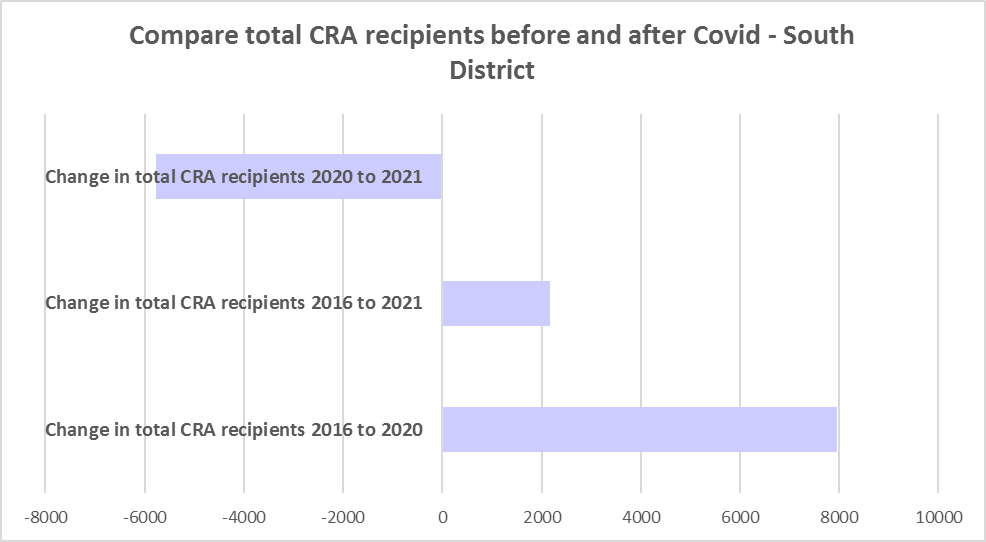 Compare total CRA recipients before and after Covid - South
District
Change in total CRA recipients 2020 to 2021
Change in total CRA recipients 2016 to 2021
Change in total CRA recipients 2016 to 2020
-8000 -6000 -4000 -2000 0 2000 4000 6000 8000 10000